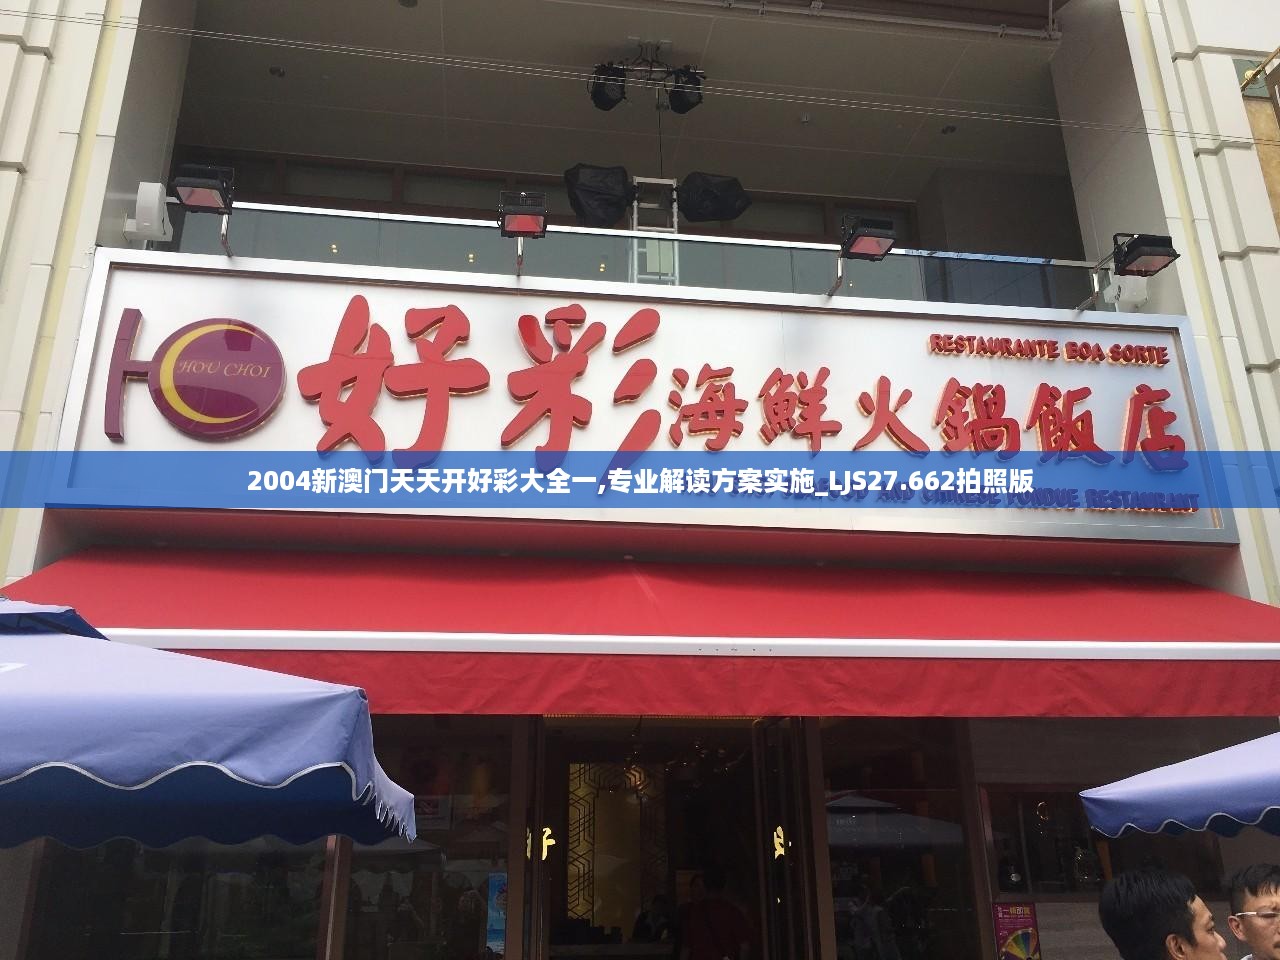 HOU CHOI
好彩海鮮火鍋飯店
RESTAURANTE BOA SORTE
2004新澳门天天开好彩大全一,专业解读方案实施_LJS27.662拍照版
RESTAURANT
好